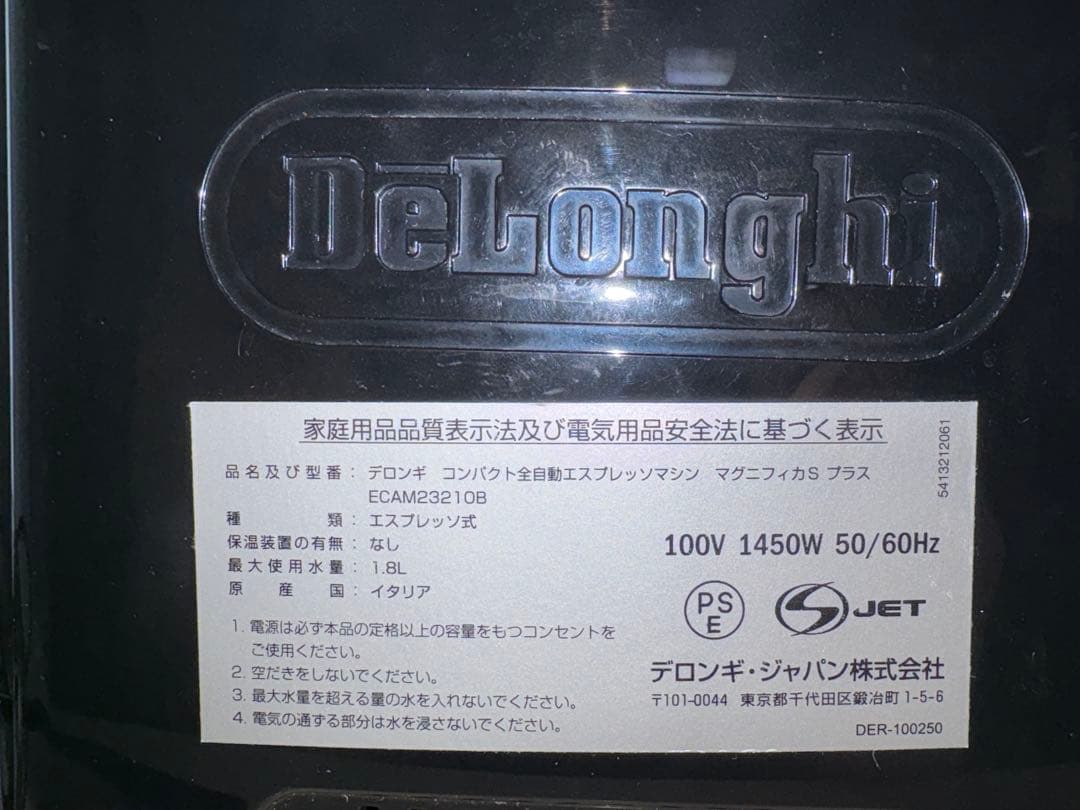 DeLonghi
家庭用品品質表示法及び電気用品安全法に基づく表示
5413212061
品名及び型番： デロンギ コンパクト全自動エスプレッソマシン マグニフィカS プラス
ECAM23210B
種類： エスプレッソ式
保温装置の有無： なし
最大使用水量： 1.8L
原産国： イタリア
100V 1450W 50/60Hz
PS
E
JET
1. 電源は必ず本品の定格以上の容量をもつコンセントを
ご使用ください。
2. 空だきをしないでください。
3. 最大水量を超える量の水を入れないでください。
4. 電気の通ずる部分は水を浸さないでください。
デロンギ・ジャパン株式会社
〒101-0044 東京都千代田区鍛冶町 1-5-6
DER-100250